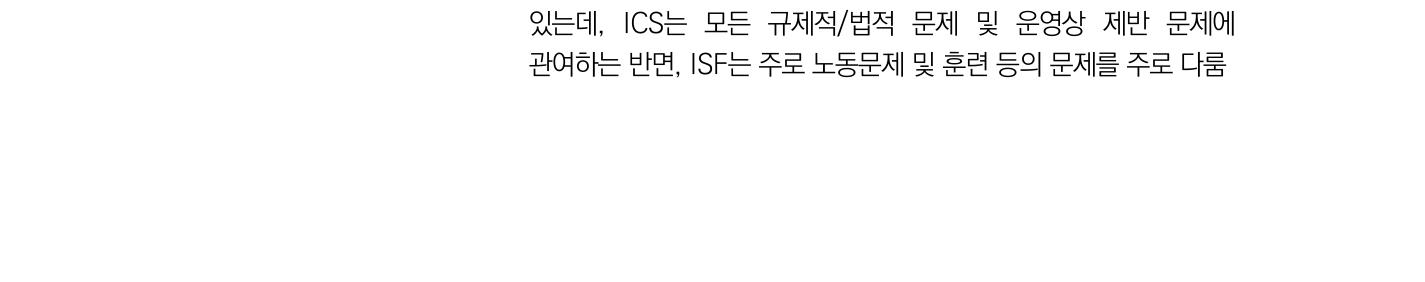 있는데, ICS는 모든 규제적/법적 문제 및 운영상 제반 문제에
관여하는 반면, ISF는 주로 노동문제 및 훈련 등의 문제를 주로 다룸